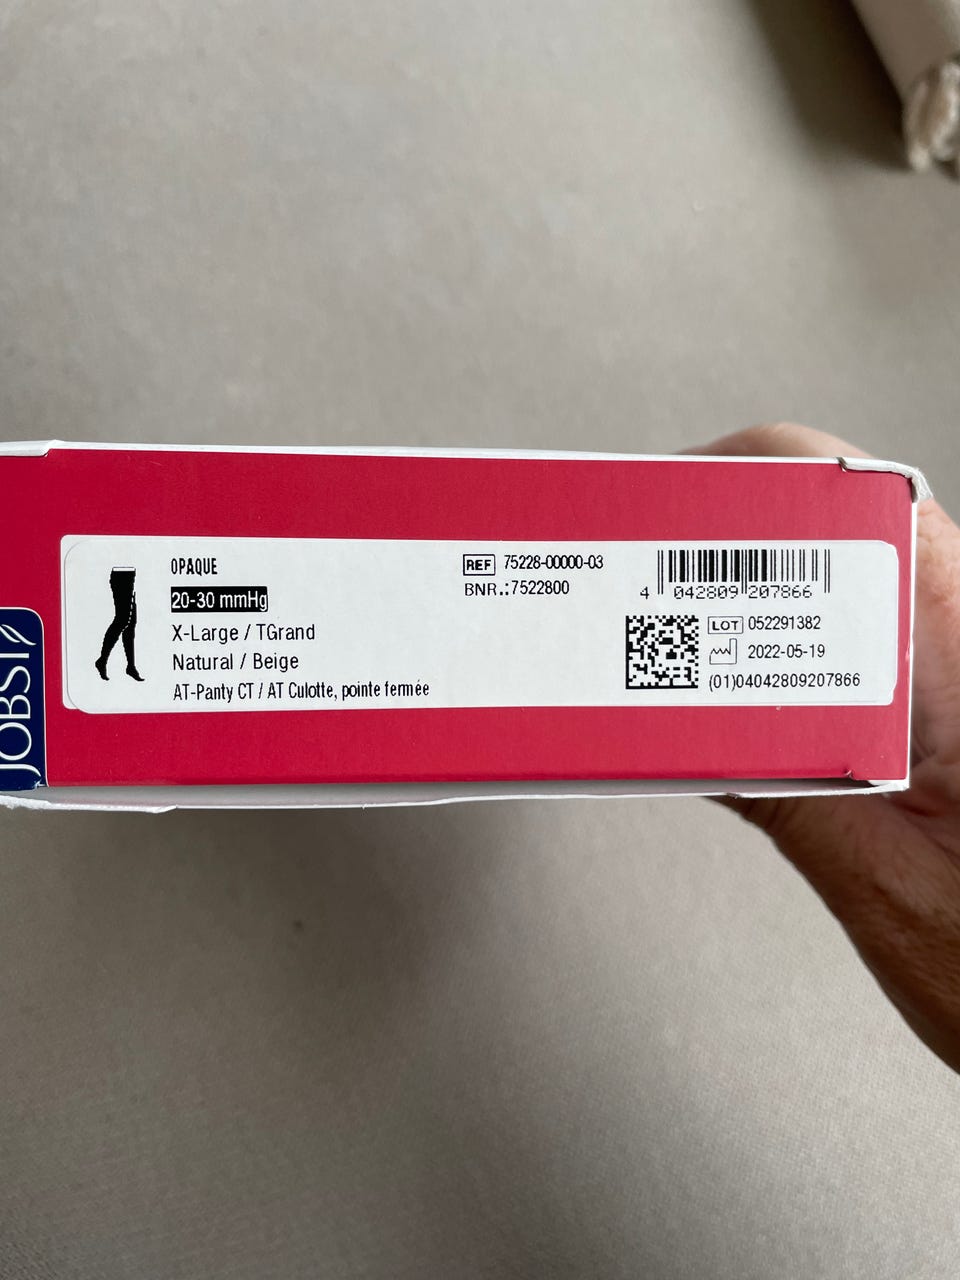 JOBST
OPAQUE
20-30 mmHg
X-Large / TGrand
Natural / Beige
AT-Panty CT / AT Culotte, pointe fermée
REF 75228-00000-03
BNR.:7522800
4 042809 207866
LOT 052291382
2022-05-19
(01)04042809207866